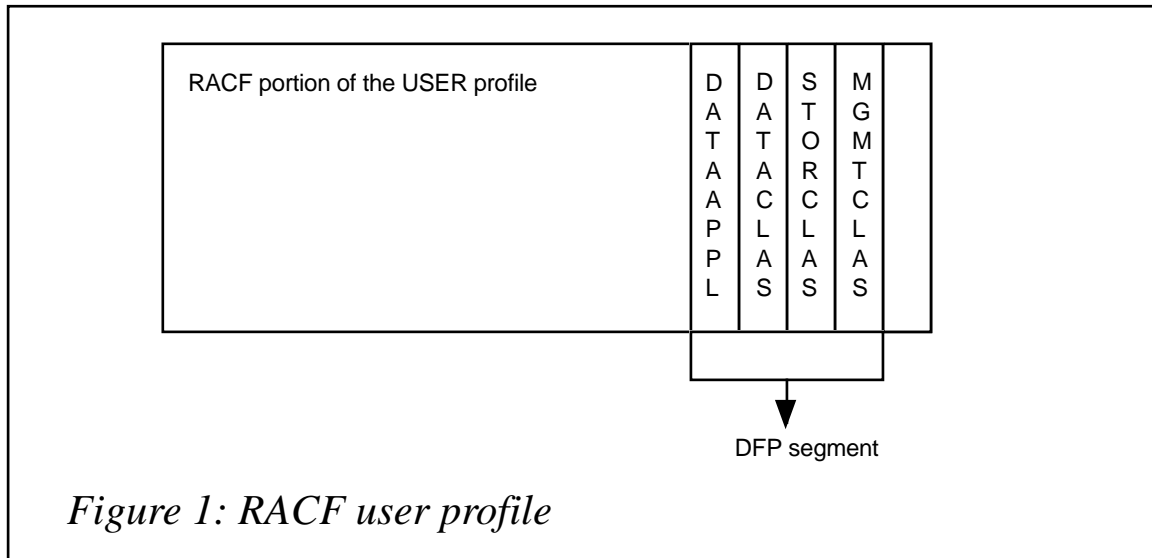 RACF portion of the USER profile
DATAAPPL
DATACLAS
STORCLAS
MGMTCLAS
DFP segment
Figure 1: RACF user profile